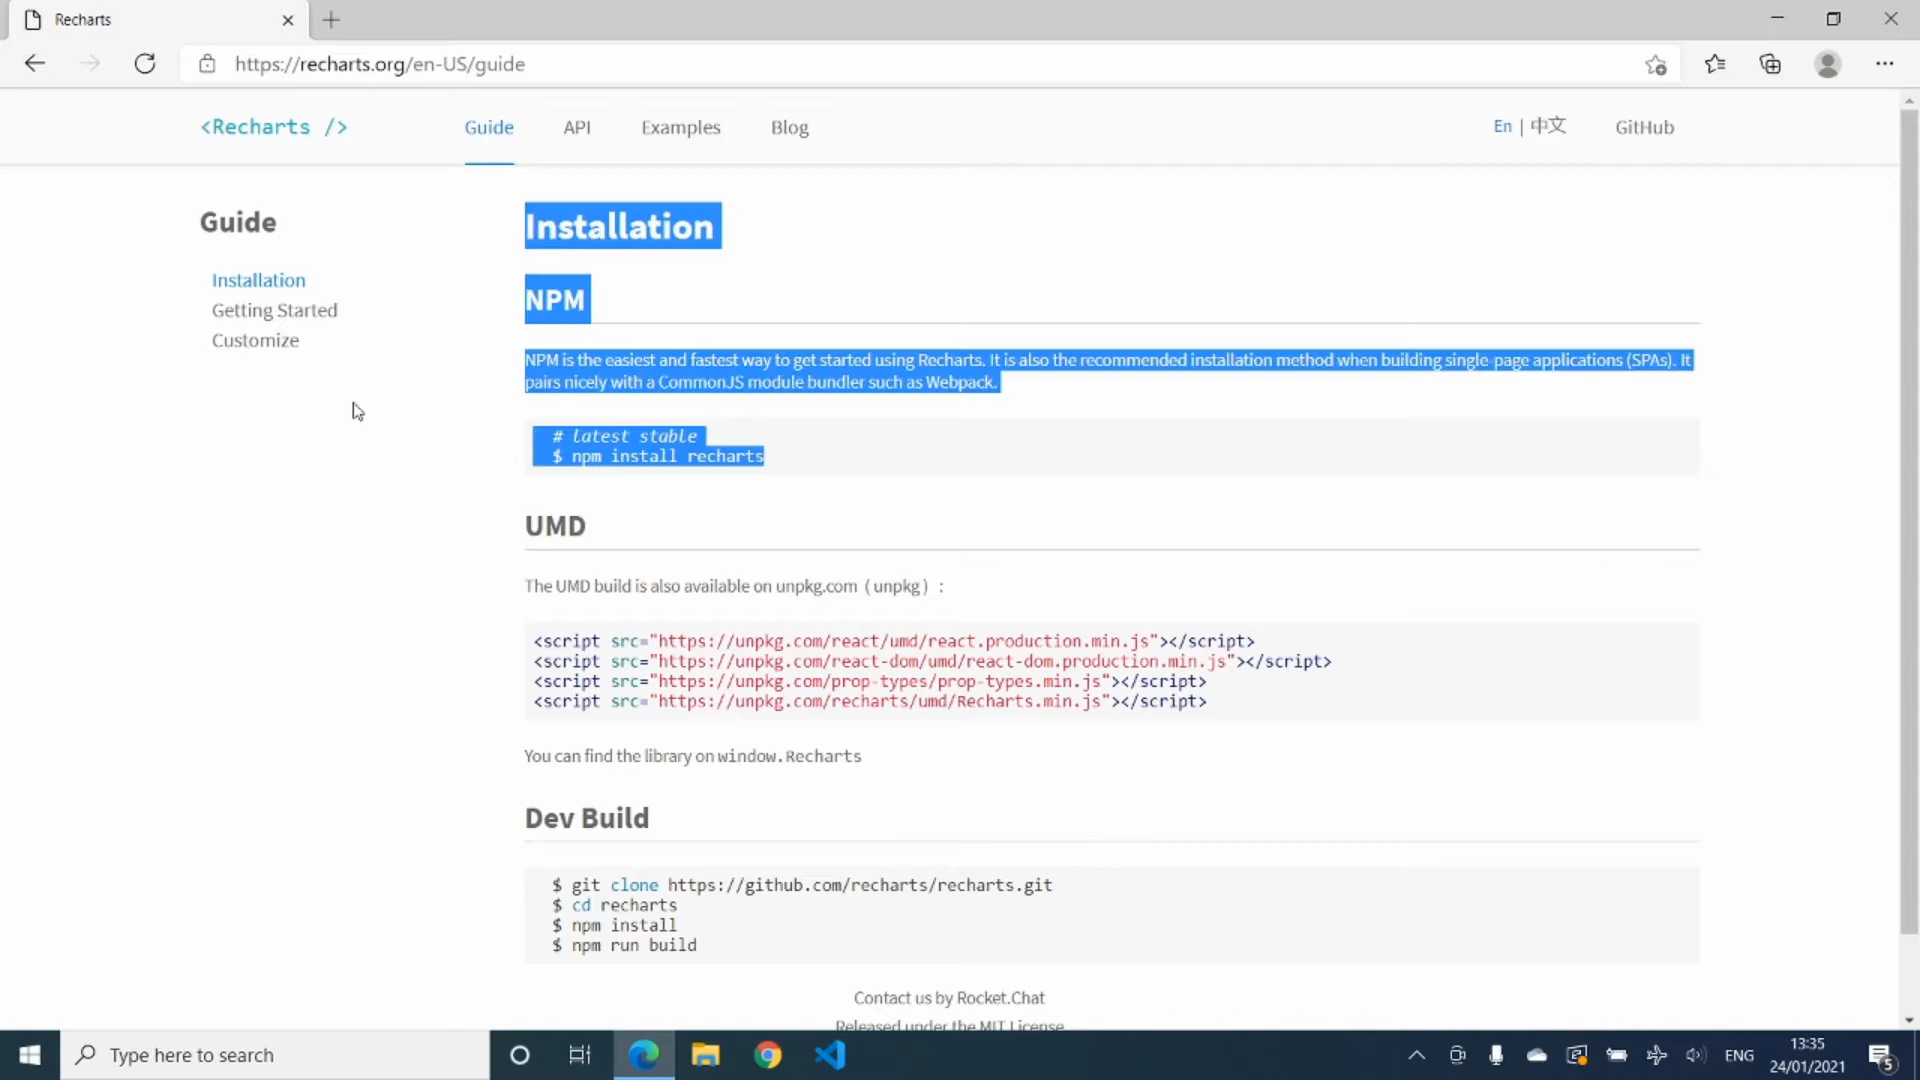 Recharts
https://recharts.org/en-US/guide
<Recharts />
Guide
API
Examples
Blog
En | 中文
GitHub
Guide
Installation
Getting Started
Customize
Installation
NPM
NPM is the easiest and fastest way to get started using Recharts. It is also the recommended installation method when building single-page applications (SPAs). It
pairs nicely with a CommonJS module bundler such as Webpack.
# latest stable
$ npm install recharts
UMD
The UMD build is also available on unpkg.com（unpkg）:
<script src="https://unpkg.com/react/umd/react.production.min.js"></script>
<script src="https://unpkg.com/react-dom/umd/react-dom.production.min.js"></script>
<script src="https://unpkg.com/prop-types/prop-types.min.js"></script>
<script src="https://unpkg.com/recharts/umd/Recharts.min.js"></script>
You can find the library on window.Recharts
Dev Build
$ git clone https://github.com/recharts/recharts.git
$ cd recharts
$ npm install
$ npm run build
Contact us by Rocket.Chat
Released under the MIT License
Type here to search
ENG
13:35
24/01/2021
5